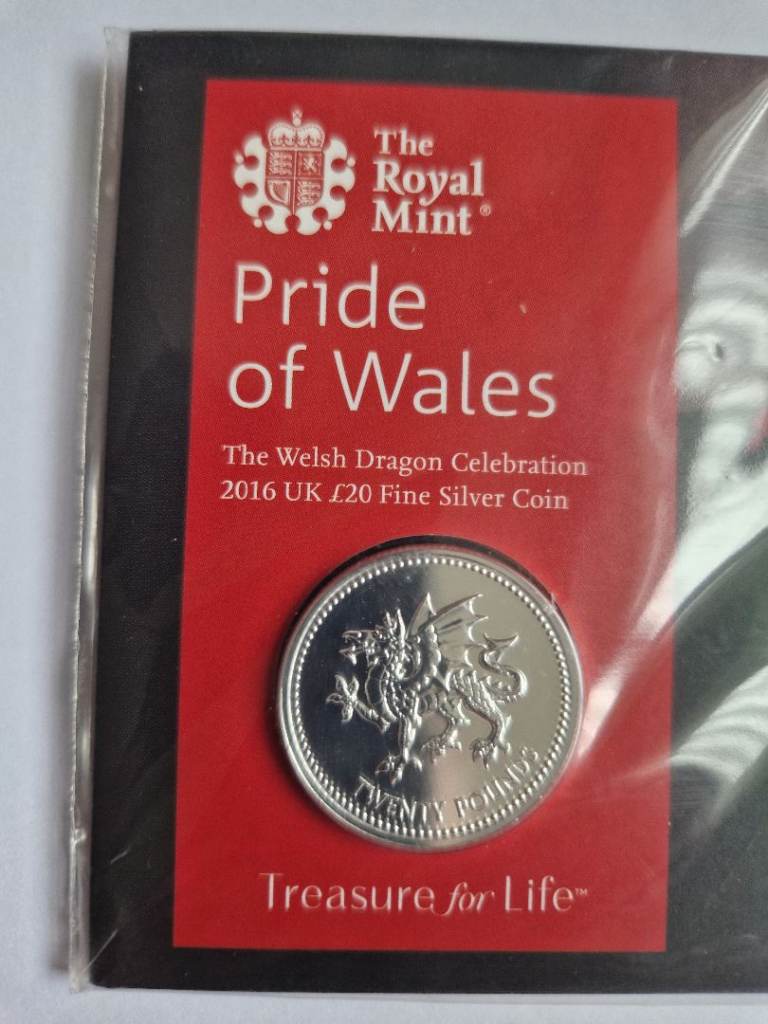 The
Royal
Mint®
Pride
of Wales
The Welsh Dragon Celebration
2016 UK £20 Fine Silver Coin
TWENTY POUNDS
Treasure for Life™